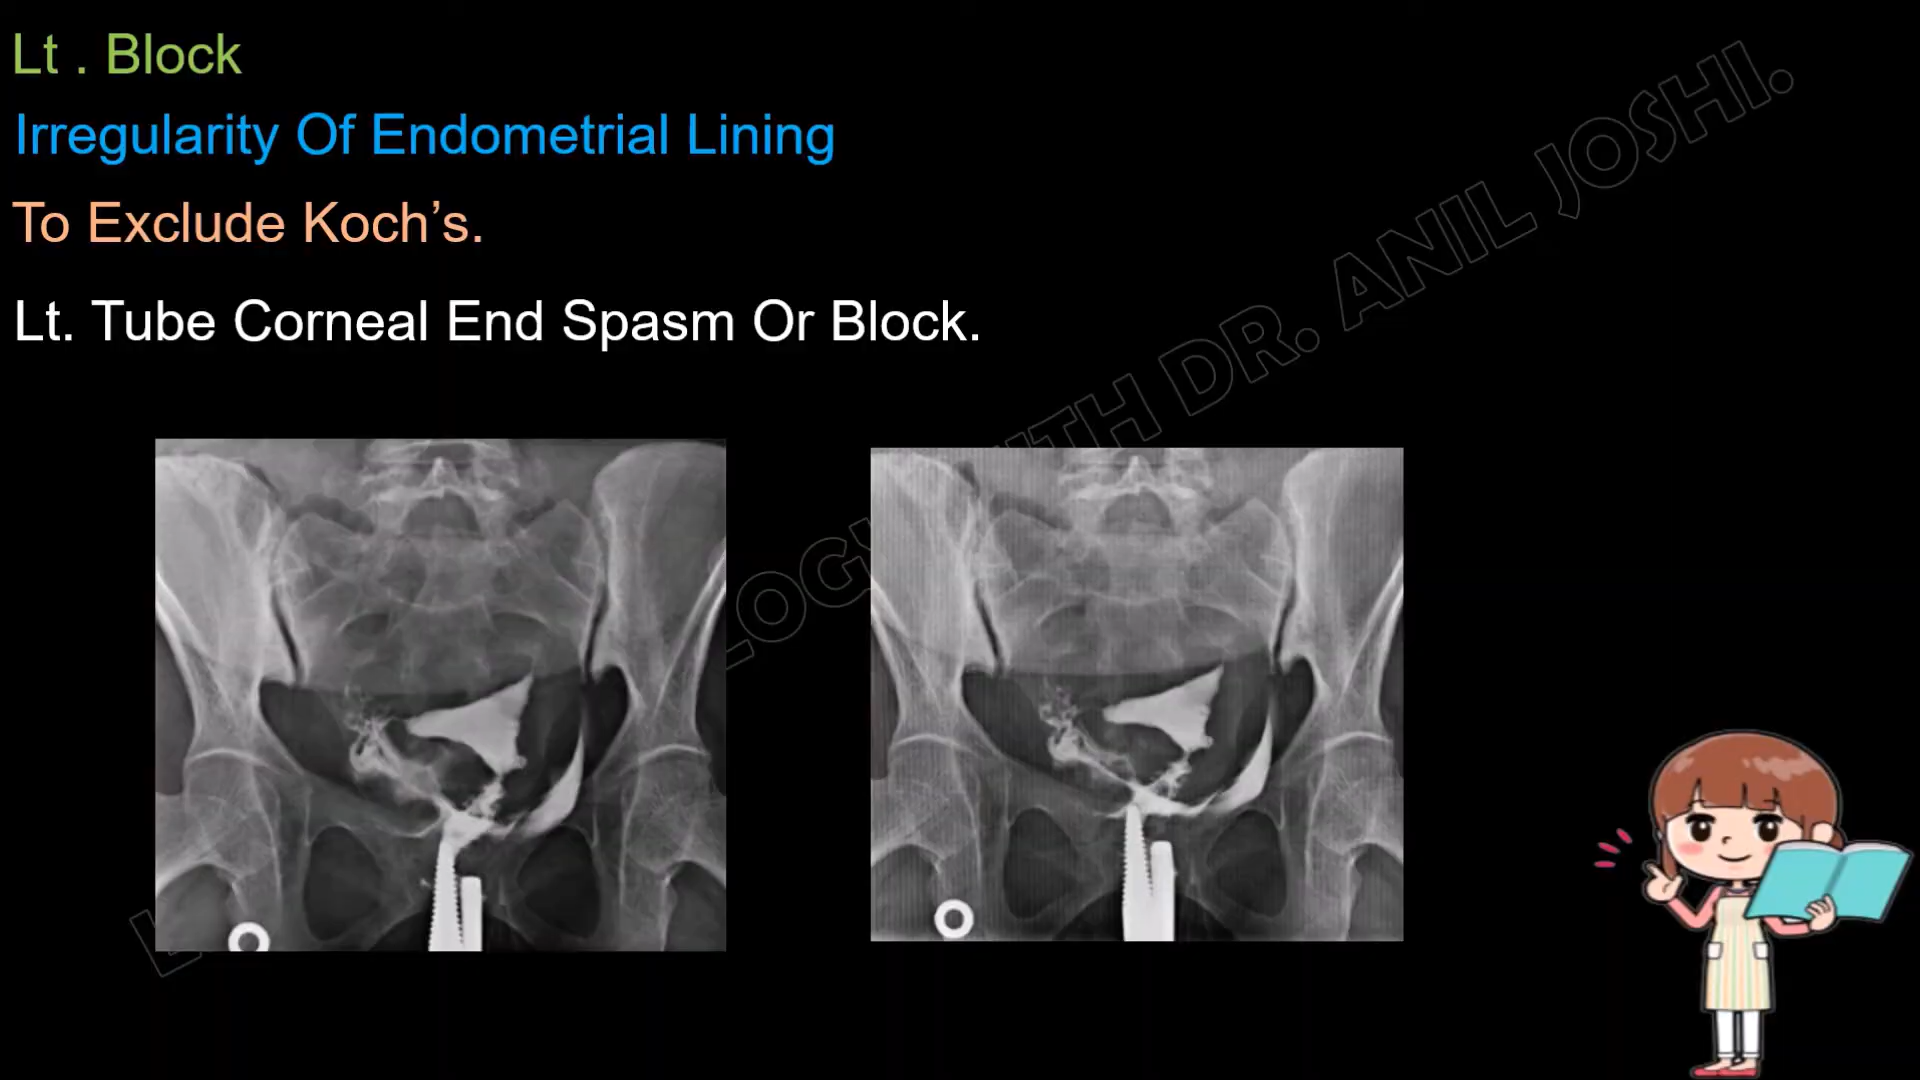 Lt . Block
Irregularity Of Endometrial Lining
To Exclude Koch’s.
Lt. Tube Corneal End Spasm Or Block.
DR. ANIL JOSHI.